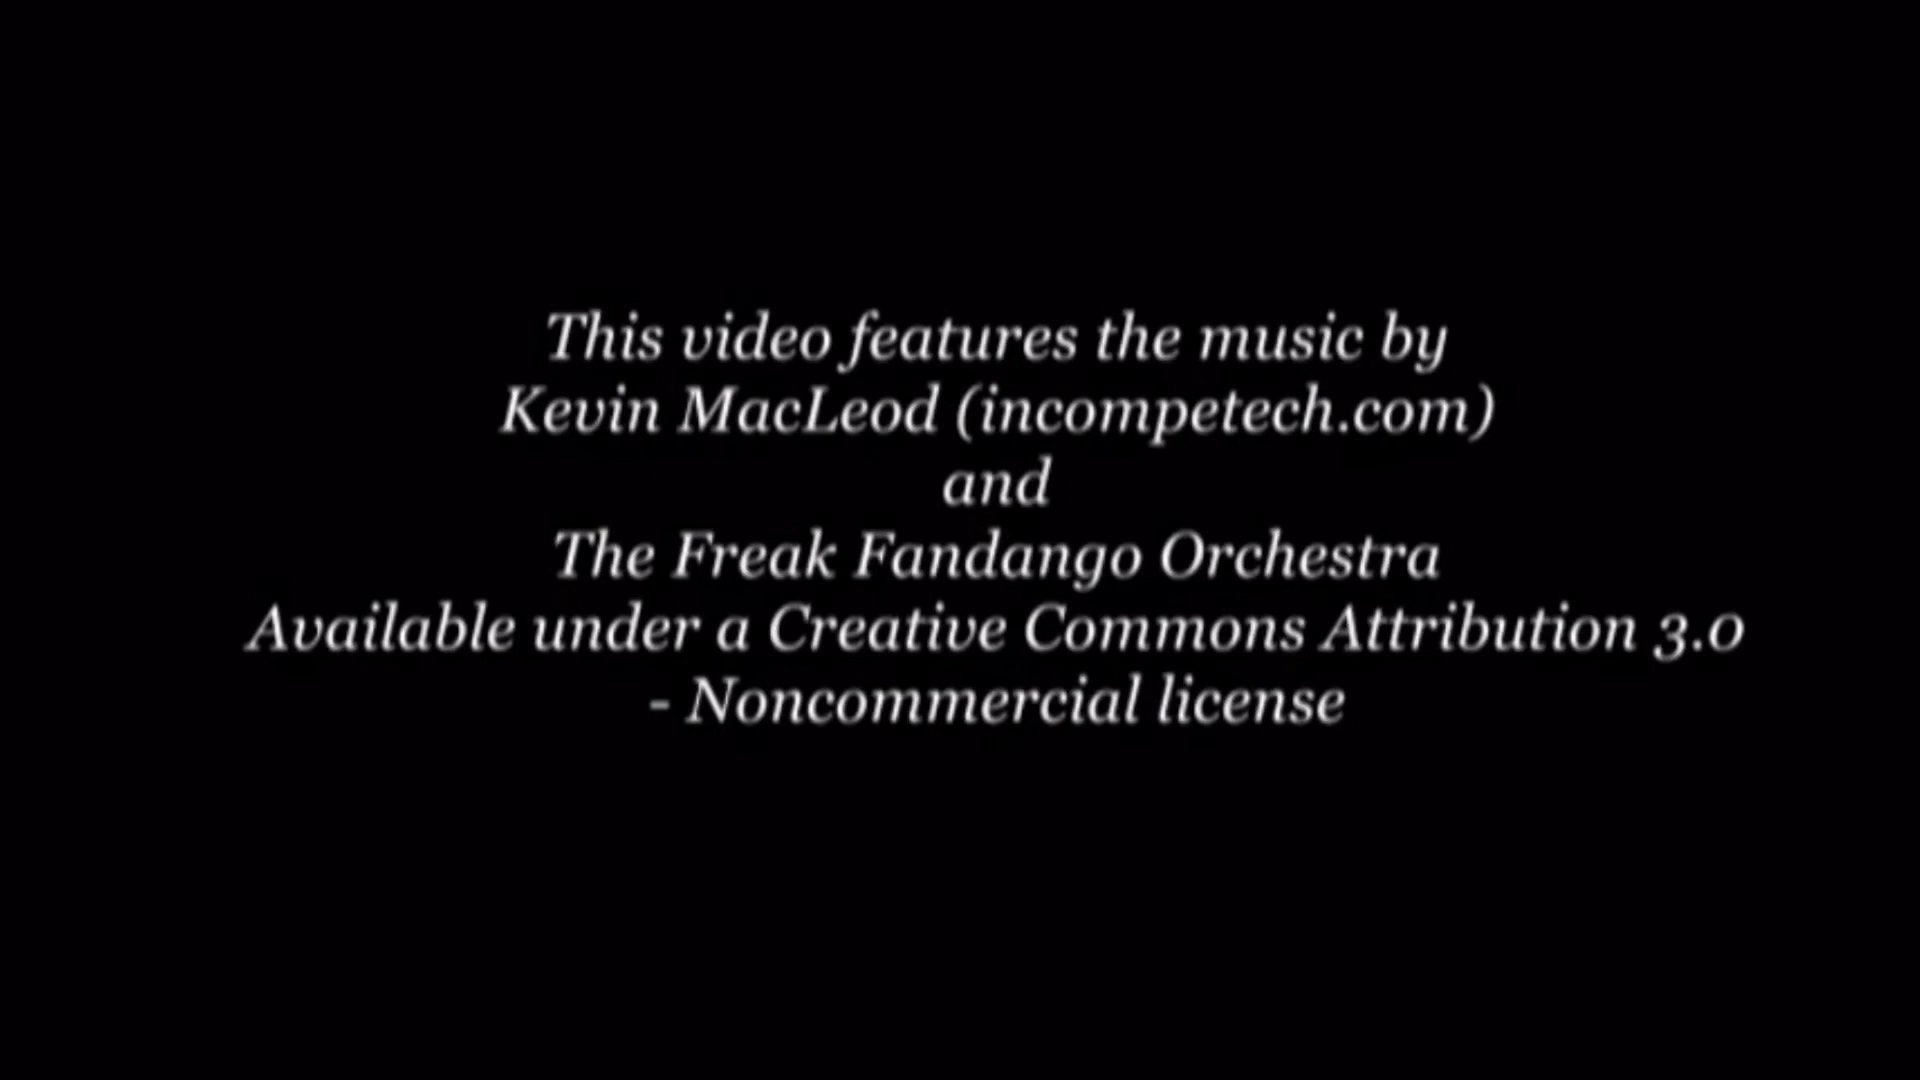 This video features the music by
Kevin MacLeod (incompetech.com)
and
The Freak Fandango Orchestra
Available under a Creative Commons Attribution 3.0
- Noncommercial license